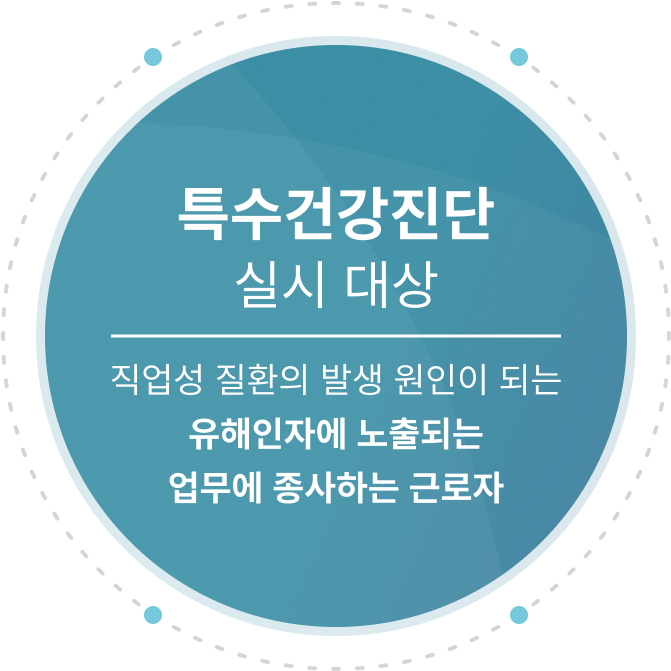 특수건강진단
실시 대상
직업성 질환의 발생 원인이 되는
유해인자에 노출되는
업무에 종사하는 근로자